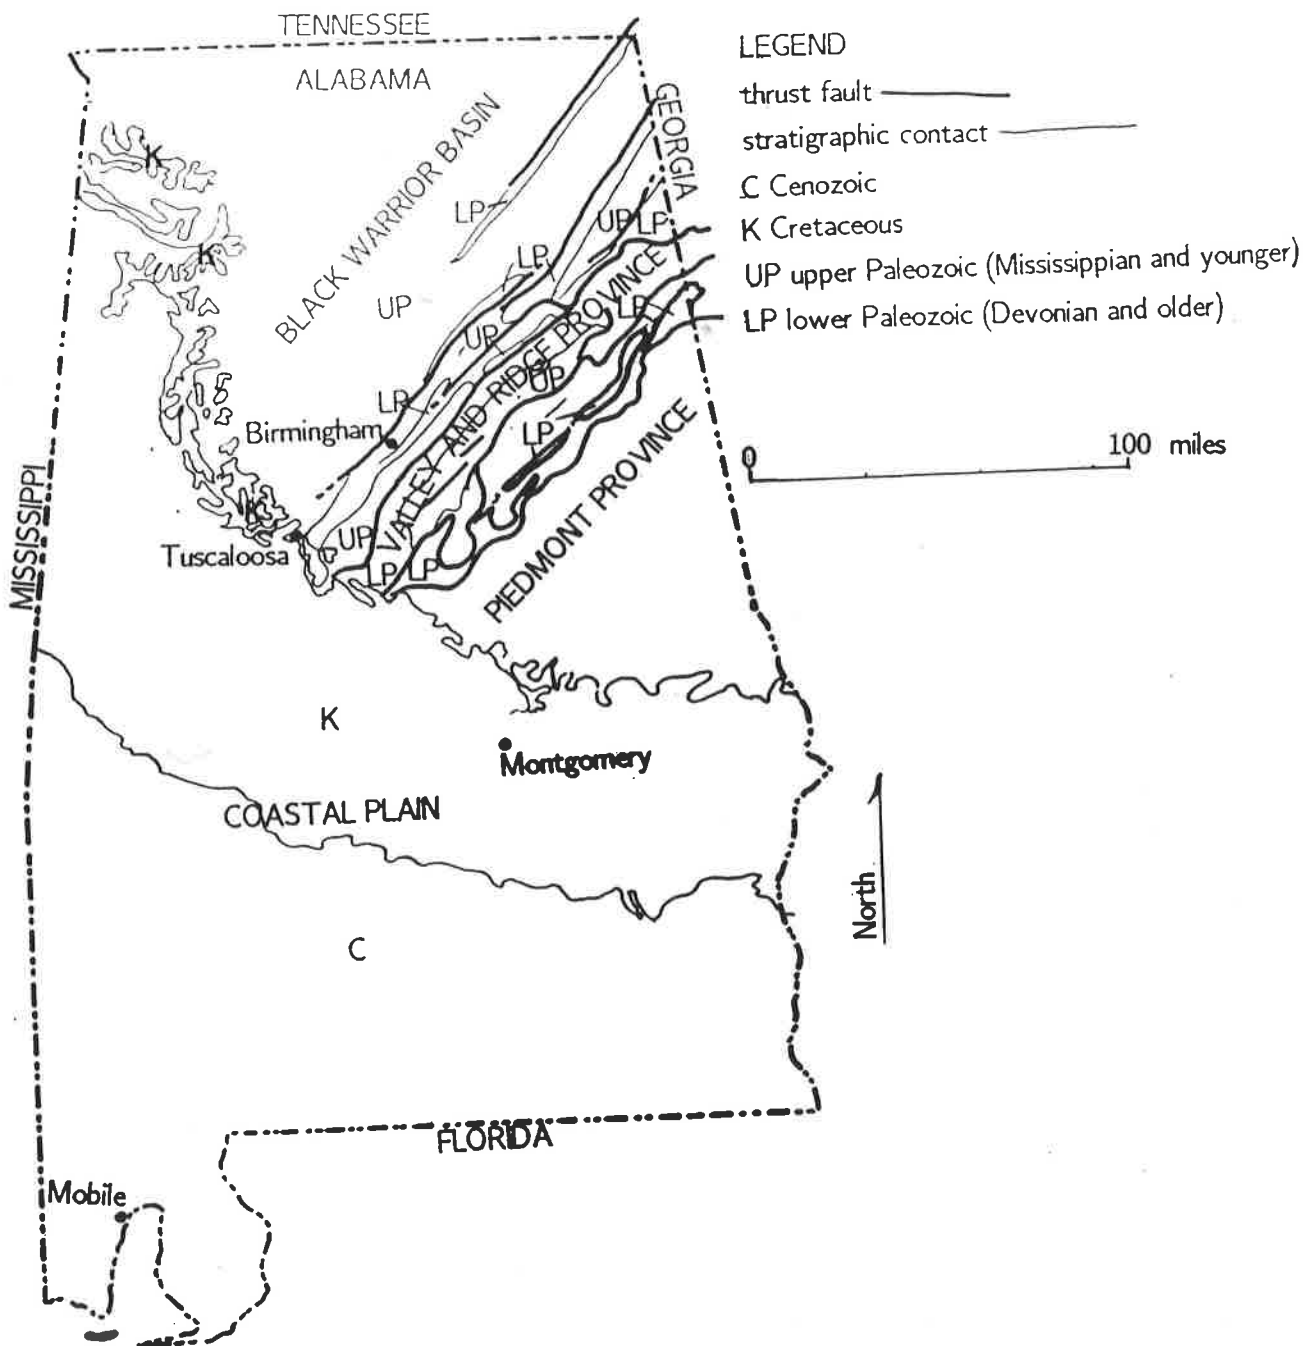 TENNESSEE
ALABAMA
GEORGIA
BLACK WARRIOR BASIN
K
K
LP
UP
LP
LP
UP
VALLEY AND RIDGE PROVINCE
LP
UP
UP
LP
LP
Birmingham
K
Tuscaloosa
UP
LP
LP
PIEDMONT PROVINCE
MISSISSIPPI
K
Montgomery
COASTAL PLAIN
C
FLORIDA
Mobile
LEGEND
thrust fault
stratigraphic contact
C Cenozoic
K Cretaceous
UP upper Paleozoic (Mississippian and younger)
LP lower Paleozoic (Devonian and older)
0 100 miles
North